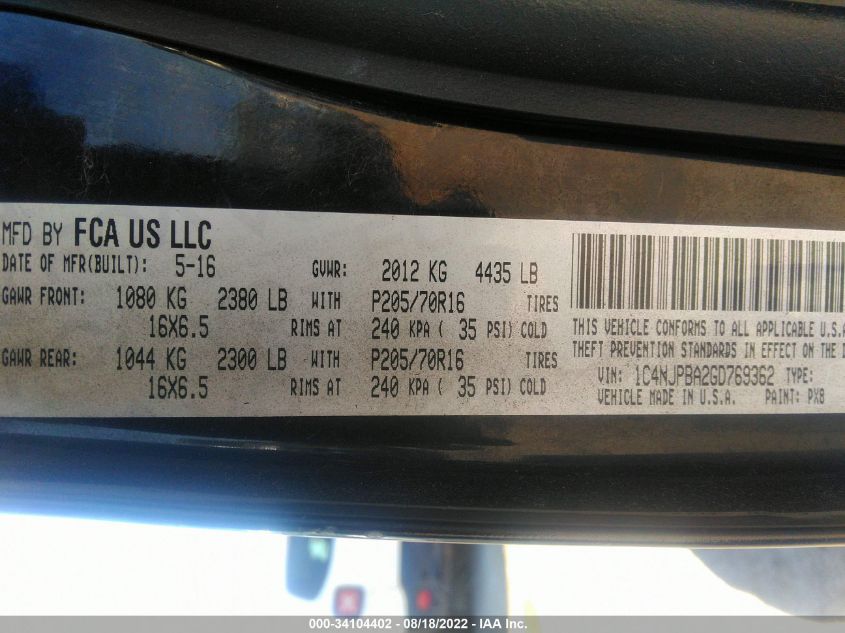 MFD BY FCA US LLC
DATE OF MFR(BUILT): 5-16 GVWR: 2012 KG 4435 LB
GAWR FRONT: 1080 KG 2380 LB WITH P205/70R16 TIRES
16X6.5 RIMS AT 240 KPA ( 35 PSI) COLD
GAWR REAR: 1044 KG 2300 LB WITH P205/70R16 TIRES
16X6.5 RIMS AT 240 KPA ( 35 PSI) COLD
THIS VEHICLE CONFORMS TO ALL APPLICABLE U.S.A
THEFT PREVENTION STANDARDS IN EFFECT ON THE D
VIN: 1C4NJPBA2GD769362 TYPE:
VEHICLE MADE IN U.S.A. PAINT: PX8
000-34104402 - 08/18/2022 - IAA Inc.